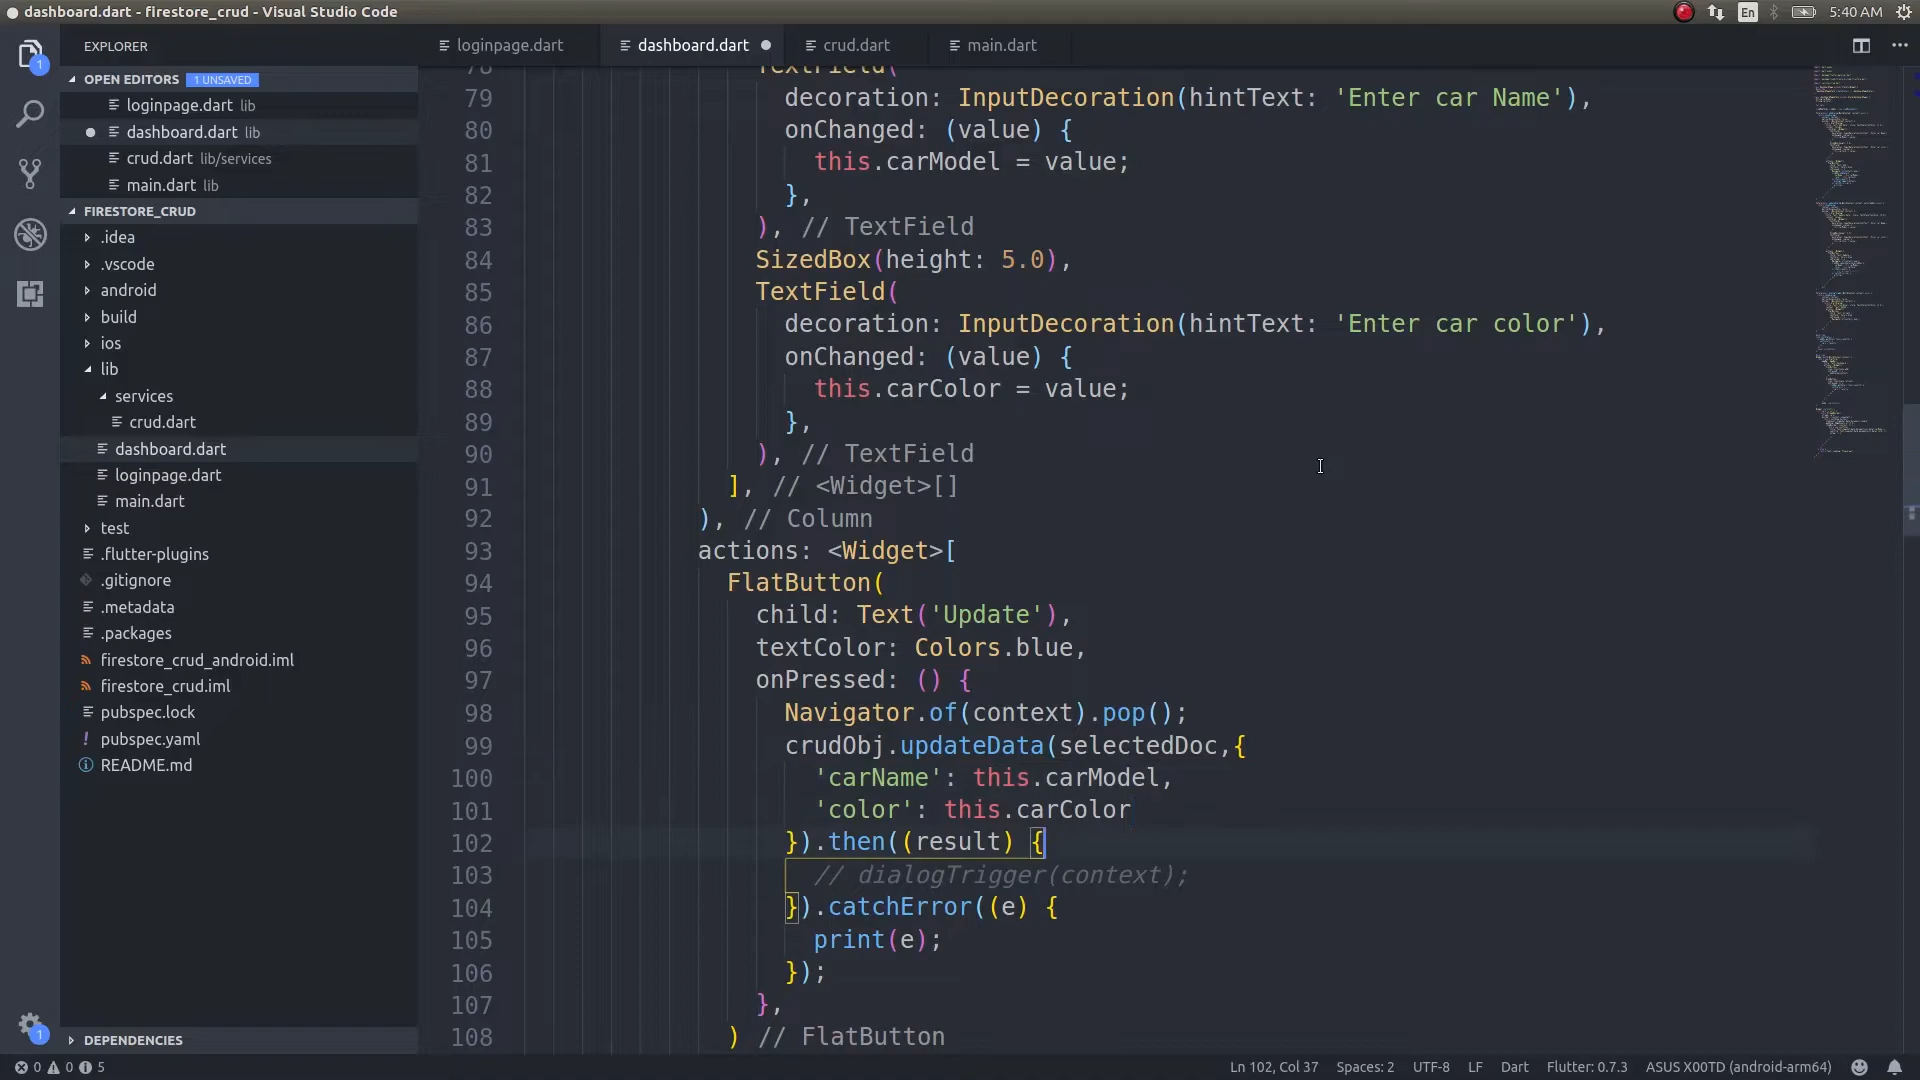 dashboard.dart - firestore_crud - Visual Studio Code
En
5:40 AM
EXPLORER
loginpage.dart
dashboard.dart
crud.dart
main.dart
1
OPEN EDITORS 1 UNSAVED
loginpage.dart lib
dashboard.dart lib
crud.dart lib/services
main.dart lib
FIRESTORE_CRUD
.idea
.vscode
android
build
ios
lib
services
crud.dart
dashboard.dart
loginpage.dart
main.dart
test
.flutter-plugins
.gitignore
.metadata
.packages
firestore_crud_android.iml
firestore_crud.iml
pubspec.lock
! pubspec.yaml
README.md
1
DEPENDENCIES
78 TextField(
79 decoration: InputDecoration(hintText: 'Enter car Name'),
80 onChanged: (value) {
81 this.carModel = value;
82 },
83 ), // TextField
84 SizedBox(height: 5.0),
85 TextField(
86 decoration: InputDecoration(hintText: 'Enter car color'),
87 onChanged: (value) {
88 this.carColor = value;
89 },
90 ), // TextField
91 ], // <Widget>[]
92 ), // Column
93 actions: <Widget>[
94 FlatButton(
95 child: Text('Update'),
96 textColor: Colors.blue,
97 onPressed: () {
98 Navigator.of(context).pop();
99 crudObj.updateData(selectedDoc,{
100 'carName': this.carModel,
101 'color': this.carColor
102 }).then((result) {
103 // dialogTrigger(context);
104 }).catchError((e) {
105 print(e);
106 });
107 },
108 ) // FlatButton
0 0 5
Ln 102, Col 37
Spaces: 2
UTF-8
LF
Dart
Flutter: 0.7.3
ASUS X00TD (android-arm64)